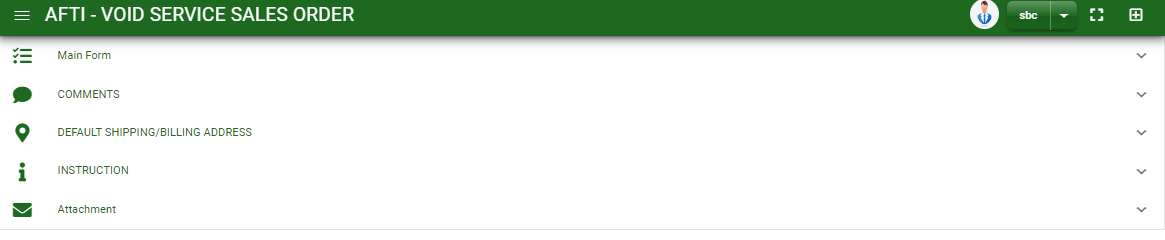 AFTI - VOID SERVICE SALES ORDER
sbc
Main Form
COMMENTS
DEFAULT SHIPPING/BILLING ADDRESS
INSTRUCTION
Attachment